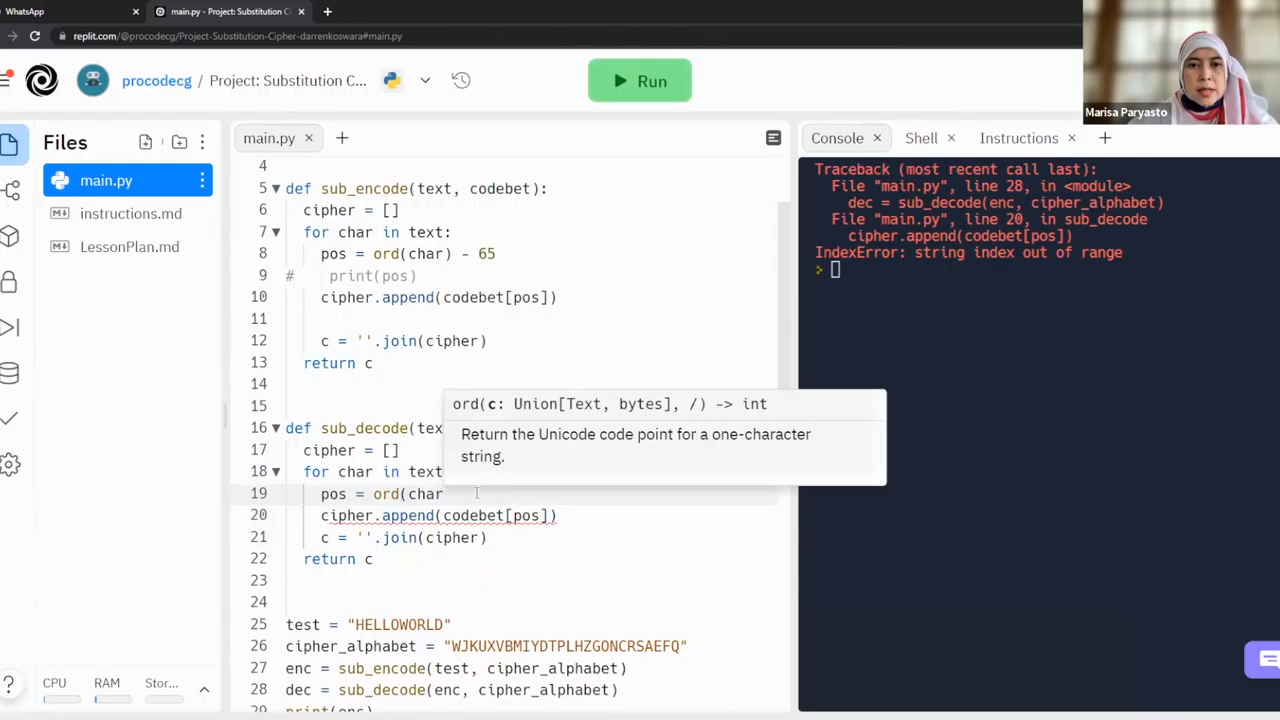 WhatsApp
main.py - Project: Substitution Ci
replit.com/@procodecg/Project-Substitution-Cipher-darrenkoswara#main.py
procodecg / Project: Substitution C...
Run
Marisa Paryasto
Files
main.py
instructions.md
LessonPlan.md
CPU RAM Stor...
main.py
4
5 def sub_encode(text, codebet):
6 cipher = []
7 for char in text:
8 pos = ord(char) - 65
9 # print(pos)
10 cipher.append(codebet[pos])
11
12 c = ''.join(cipher)
13 return c
14
15
ord(c: Union[Text, bytes], /) -> int
Return the Unicode code point for a one-character
string.
16 def sub_decode(tex
17 cipher = []
18 for char in text
19 pos = ord(char
20 cipher.append(codebet[pos])
21 c = ''.join(cipher)
22 return c
23
24
25 test = "HELLOWORLD"
26 cipher_alphabet = "WJKUXVBMIYDTPLHZGONCRSAEFQ"
27 enc = sub_encode(test, cipher_alphabet)
28 dec = sub_decode(enc, cipher_alphabet)
29 print(enc)
Console Shell Instructions
Traceback (most recent call last):
File "main.py", line 28, in <module>
dec = sub_decode(enc, cipher_alphabet)
File "main.py", line 20, in sub_decode
cipher.append(codebet[pos])
IndexError: string index out of range